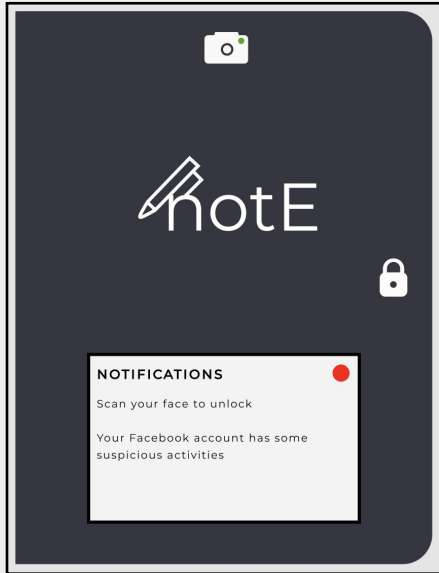 notE
NOTIFICATIONS
Scan your face to unlock
Your Facebook account has some
suspicious activities